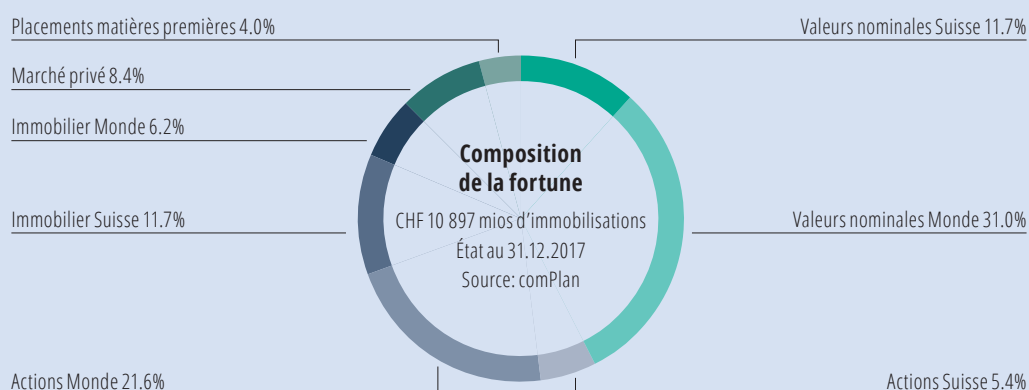 Placements matières premières 4.0%
Valeurs nominales Suisse 11.7%
Marché privé 8.4%
Immobilier Monde 6.2%
Composition
de la fortune
CHF 10 897 mios d’immobilisations
État au 31.12.2017
Source: comPlan
Immobilier Suisse 11.7%
Valeurs nominales Monde 31.0%
Actions Monde 21.6%
Actions Suisse 5.4%